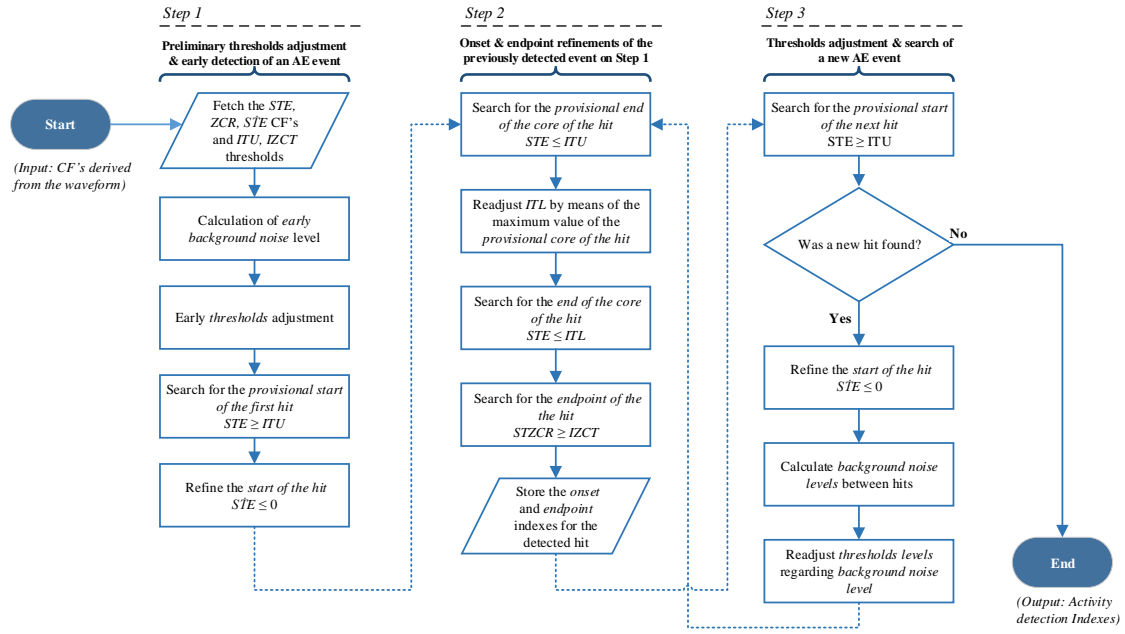 Step 1
Preliminary thresholds adjustment
& early detection of an AE event
Start
(Input: CF's derived
from the waveform)
Fetch the STE,
ZCR, SṪE CF's
and ITU, IZCT
thresholds
Calculation of early
background noise level
Early thresholds adjustment
Search for the provisional start
of the first hit
STE ≥ ITU
Refine the start of the hit
SṪE ≤ 0
Step 2
Onset & endpoint refinements of the
previously detected event on Step 1
Search for the provisional end
of the core of the hit
STE ≤ ITU
Readjust ITL by means of the
maximum value of the
provisional core of the hit
Search for the end of the core
of the hit
STE ≤ ITL
Search for the endpoint of the
the hit
STZCR ≥ IZCT
Store the onset
and endpoint
indexes for the
detected hit
Step 3
Thresholds adjustment & search of
a new AE event
Search for the provisional start
of the next hit
STE ≥ ITU
Was a new hit found?
No
Yes
Refine the start of the hit
SṪE ≤ 0
Calculate background noise
levels between hits
Readjust thresholds levels
regarding background noise
level
End
(Output: Activity
detection Indexes)